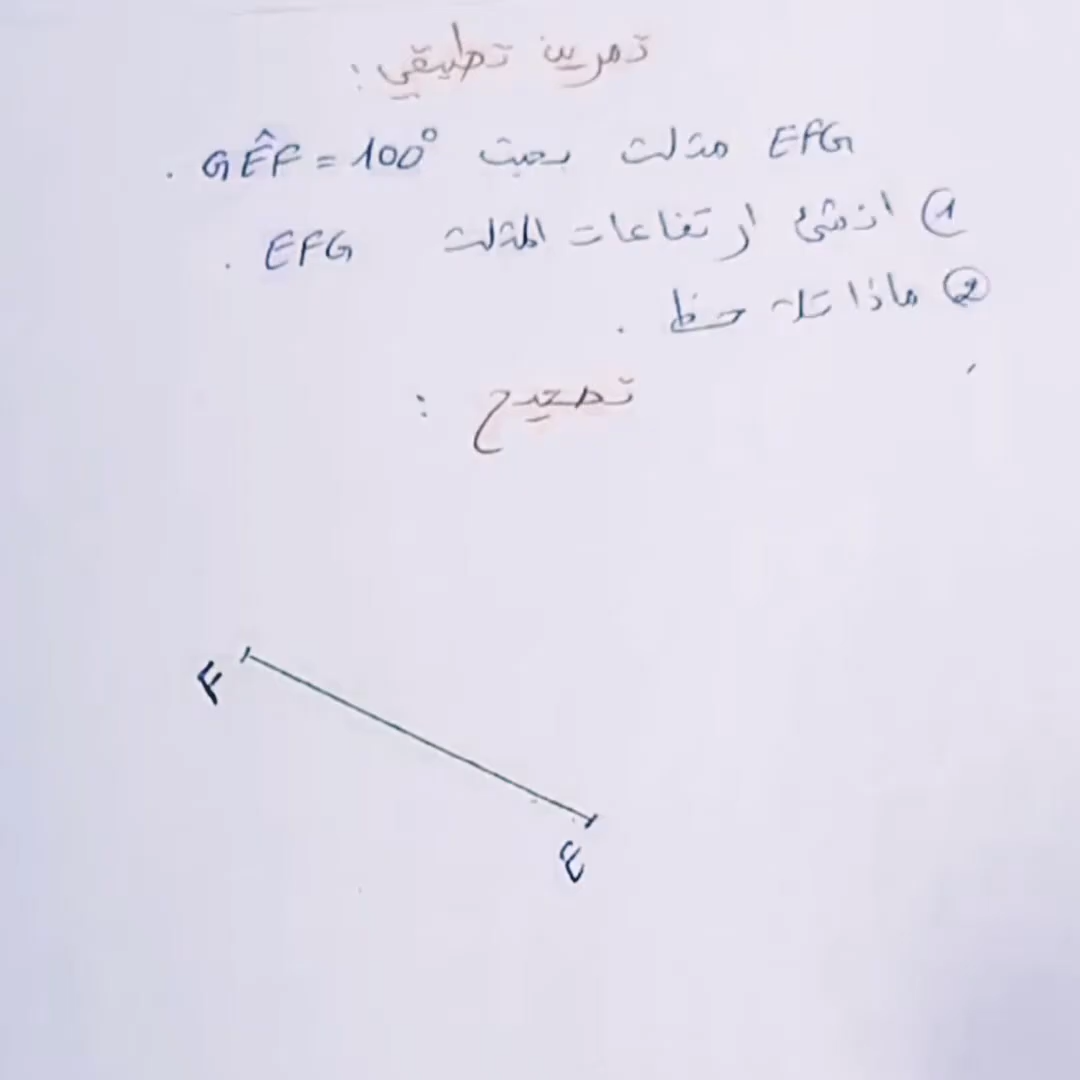 تمرين تطبيقي :
EFG مثلث بحيث GÊF = 100° .
① انشئ ارتفاعات المثلث EFG .
② ماذا تلاحظ .
تصحيح :
F
E